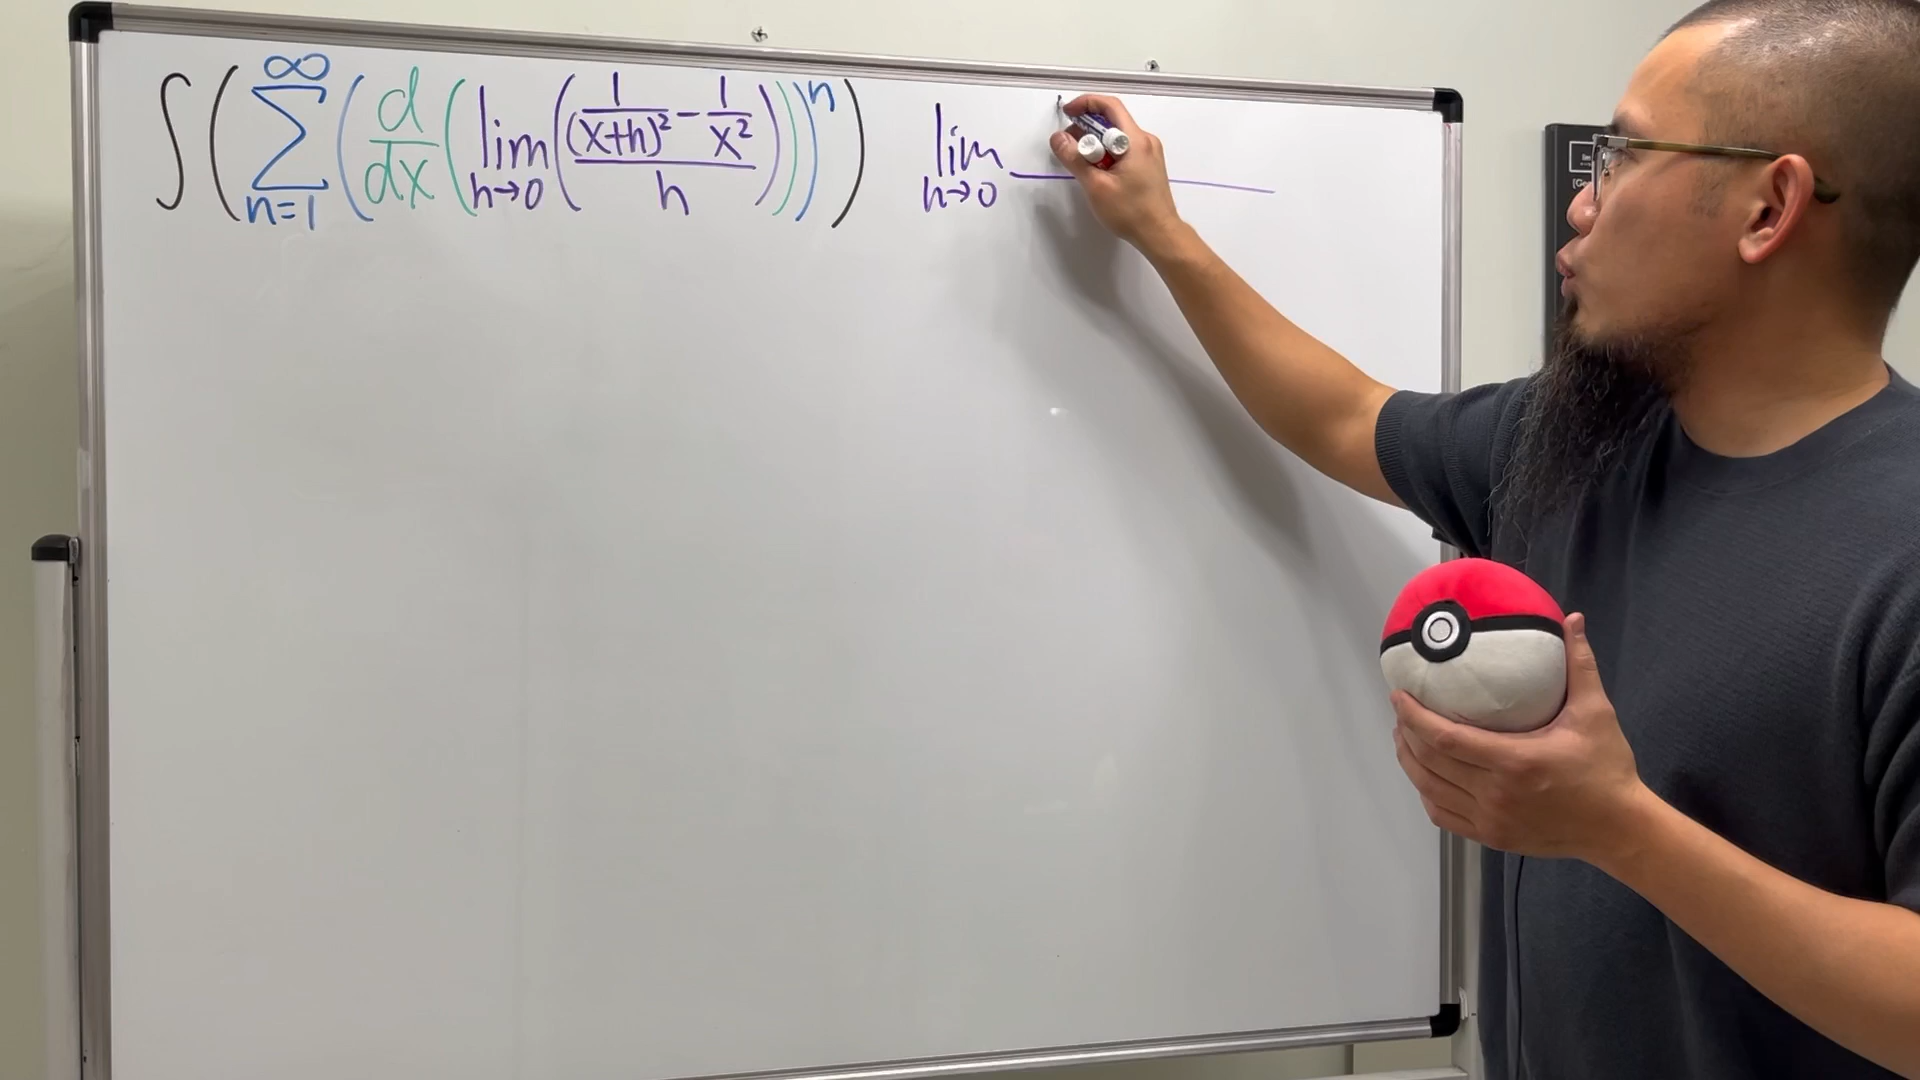 ∫(∑_{n=1}^{∞}(d/dx(lim_{h→0}((1/(x+h)² − 1/x²)/h)))ⁿ)
lim_{h→0}